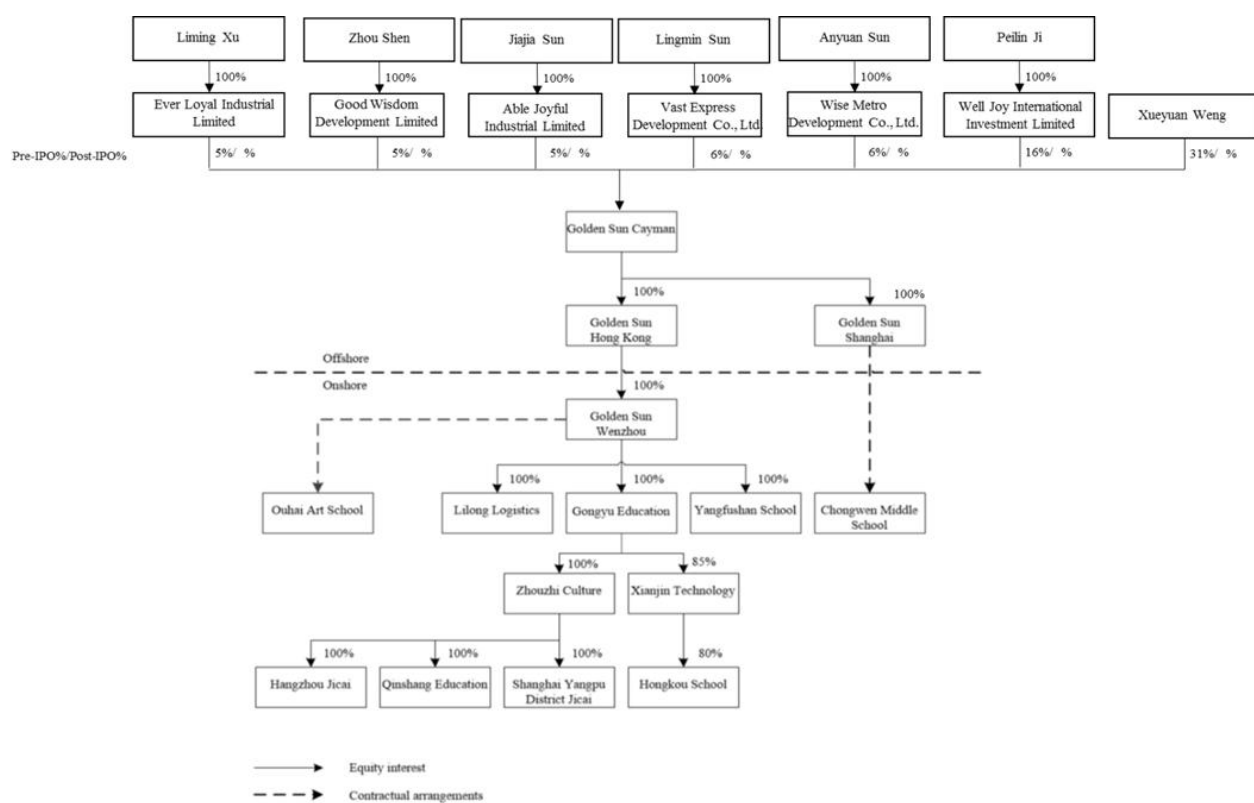 Liming Xu
Zhou Shen
Jiajia Sun
Lingmin Sun
Anyuan Sun
Peilin Ji
100%
100%
100%
100%
100%
100%
Ever Loyal Industrial
Limited
Good Wisdom
Development Limited
Able Joyful
Industrial Limited
Vast Express
Development Co., Ltd.
Wise Metro
Development Co., Ltd.
Well Joy International
Investment Limited
Xueyuan Weng
Pre-IPO%/Post-IPO%
5%/ %
5%/ %
5%/ %
6%/ %
6%/ %
16%/ %
31%/ %
Golden Sun Cayman
100%
100%
Golden Sun
Hong Kong
Golden Sun
Shanghai
Offshore
Onshore
100%
Golden Sun
Wenzhou
100%
100%
100%
Ouhai Art School
Lilong Logistics
Gongyu Education
Yangfushan School
Chongwen Middle
School
100%
85%
Zhouzhi Culture
Xianjin Technology
100%
100%
100%
80%
Hangzhou Jicai
Qinshang Education
Shanghai Yangpu
District Jicai
Hongkou School
Equity interest
Contractual arrangements